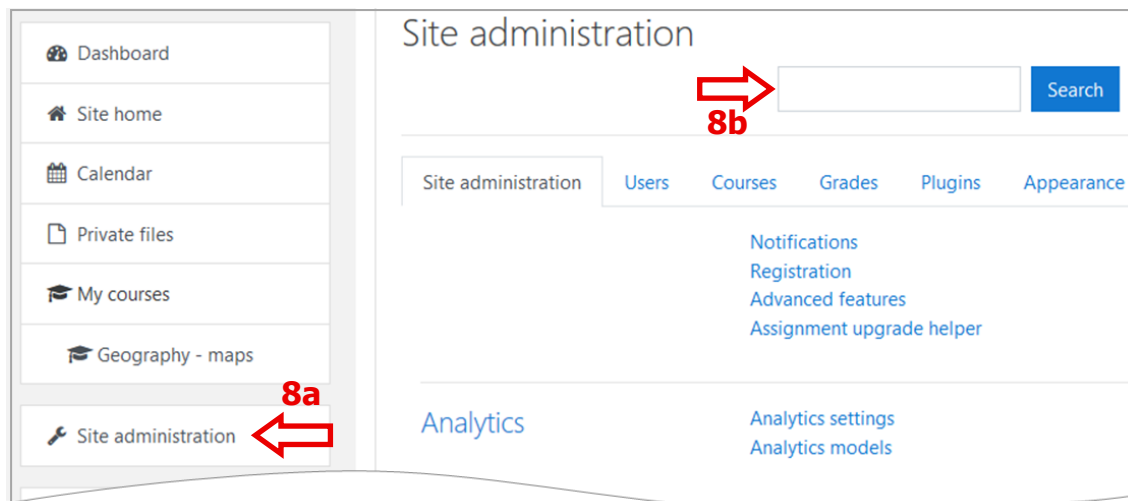 Dashboard
Site home
Calendar
Private files
My courses
Geography - maps
8a
Site administration
Site administration
8b
Search
Site administration Users Courses Grades Plugins Appearance
Notifications
Registration
Advanced features
Assignment upgrade helper
Analytics
Analytics settings
Analytics models